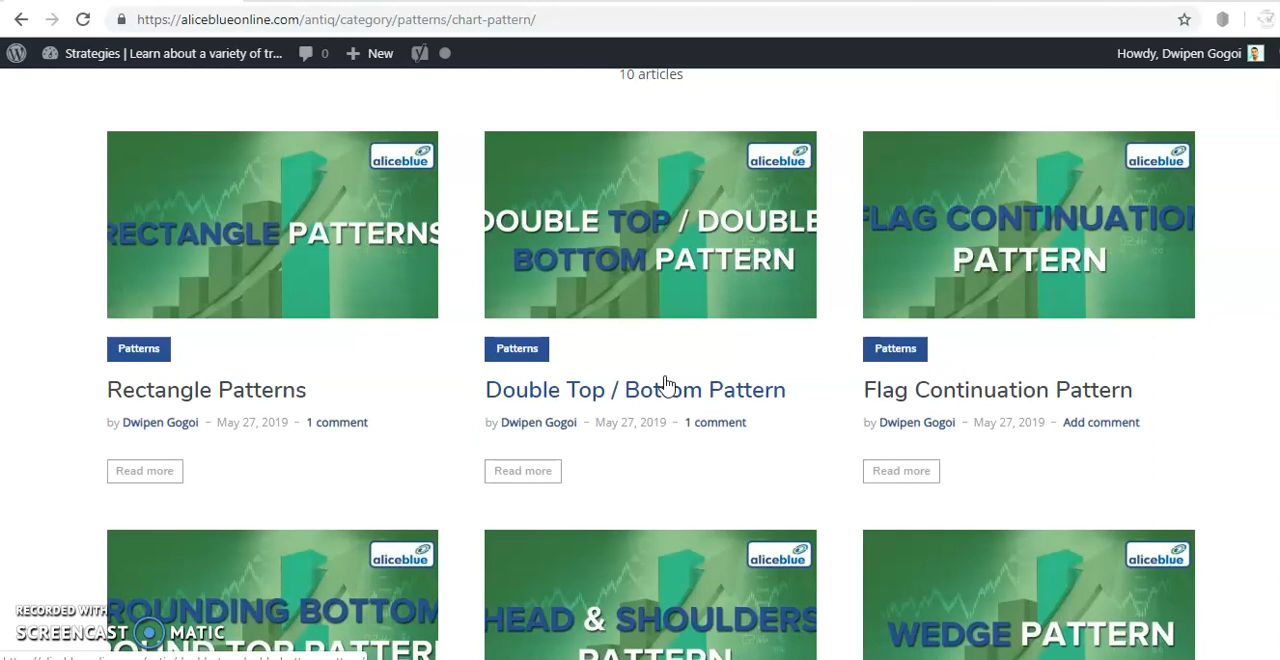 https://aliceblueonline.com/antiq/category/patterns/chart-pattern/
Strategies | Learn about a variety of tr... 0 New Howdy, Dwipen Gogoi
10 articles
aliceblue
RECTANGLE PATTERNS
aliceblue
DOUBLE TOP / DOUBLE
BOTTOM PATTERN
aliceblue
FLAG CONTINUATION
PATTERN
Patterns
Patterns
Patterns
Rectangle Patterns
Double Top / Bottom Pattern
Flag Continuation Pattern
by Dwipen Gogoi – May 27, 2019 – 1 comment
by Dwipen Gogoi – May 27, 2019 – 1 comment
by Dwipen Gogoi – May 27, 2019 – Add comment
Read more
Read more
Read more
aliceblue
ROUNDING BOTTOM
ROUND TOP PATTERN
aliceblue
HEAD & SHOULDERS
PATTERN
aliceblue
WEDGE PATTERN
RECORDED WITH
SCREENCAST MATIC